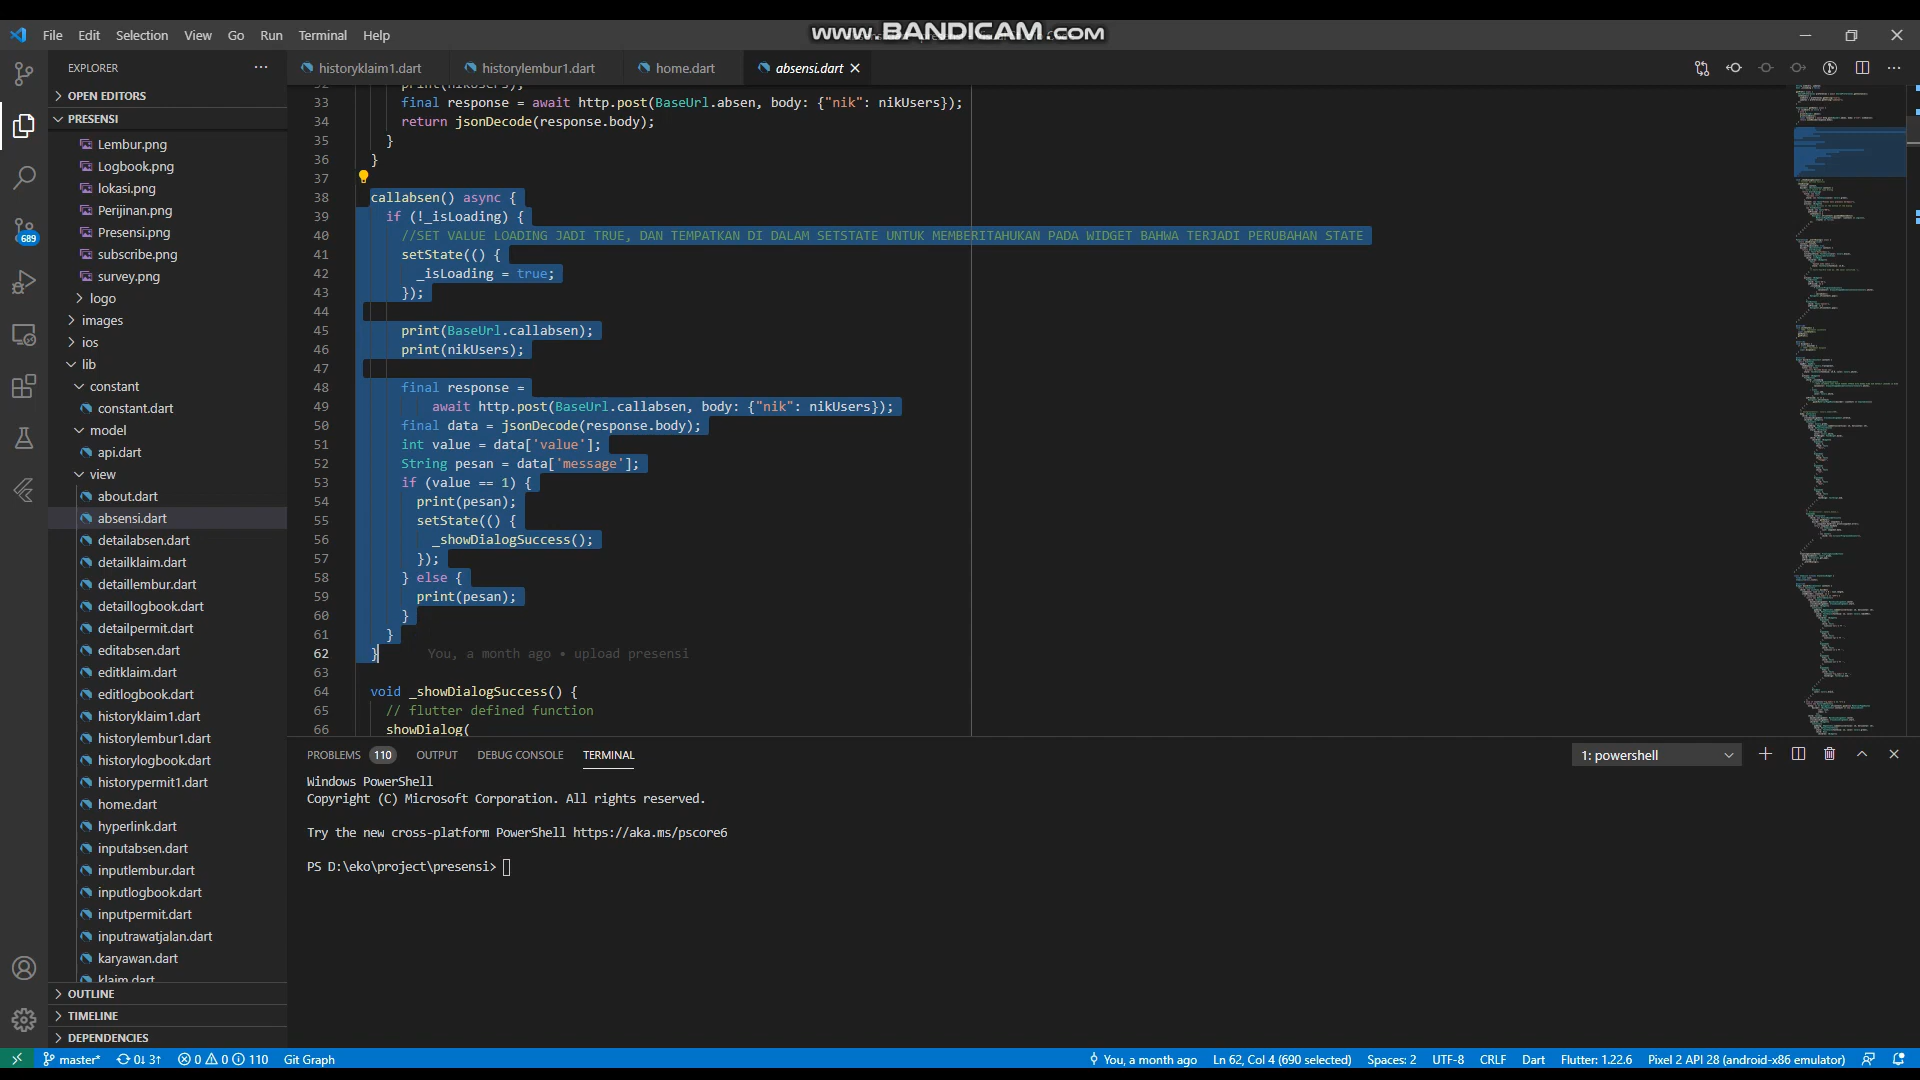 www.BANDICAM.com
File Edit Selection View Go Run Terminal Help
EXPLORER
historyklaim1.dart historylembur1.dart home.dart absensi.dart
OPEN EDITORS
PRESENSI
Lembur.png
Logbook.png
lokasi.png
Perijinan.png
Presensi.png
subscribe.png
survey.png
logo
images
ios
lib
constant
constant.dart
model
api.dart
view
about.dart
absensi.dart
detailabsen.dart
detailklaim.dart
detaillembur.dart
detaillogbook.dart
detailpermit.dart
editabsen.dart
editklaim.dart
editlogbook.dart
historyklaim1.dart
historylembur1.dart
historylogbook.dart
historypermit1.dart
home.dart
hyperlink.dart
inputabsen.dart
inputlembur.dart
inputlogbook.dart
inputpermit.dart
inputrawatjalan.dart
karyawan.dart
klaim.dart
OUTLINE
TIMELINE
DEPENDENCIES
689
32 print(nikUsers);
33 final response = await http.post(BaseUrl.absen, body: {"nik": nikUsers});
34 return jsonDecode(response.body);
35 }
36 }
37
38 callabsen() async {
39 if (!_isLoading) {
40 //SET VALUE LOADING JADI TRUE, DAN TEMPATKAN DI DALAM SETSTATE UNTUK MEMBERITAHUKAN PADA WIDGET BAHWA TERJADI PERUBAHAN STATE
41 setState(() {
42 _isLoading = true;
43 });
44
45 print(BaseUrl.callabsen);
46 print(nikUsers);
47
48 final response =
49 await http.post(BaseUrl.callabsen, body: {"nik": nikUsers});
50 final data = jsonDecode(response.body);
51 int value = data['value'];
52 String pesan = data['message'];
53 if (value == 1) {
54 print(pesan);
55 setState(() {
56 _showDialogSuccess();
57 });
58 } else {
59 print(pesan);
60 }
61 }
62 } You, a month ago • upload presensi
63
64 void _showDialogSuccess() {
65 // flutter defined function
66 showDialog(
PROBLEMS 110 OUTPUT DEBUG CONSOLE TERMINAL 1: powershell
Windows PowerShell
Copyright (C) Microsoft Corporation. All rights reserved.
Try the new cross-platform PowerShell https://aka.ms/pscore6
PS D:\eko\project\presensi>
master* 0↓ 3↑ 0 0 110 Git Graph You, a month ago Ln 62, Col 4 (690 selected) Spaces: 2 UTF-8 CRLF Dart Flutter: 1.22.6 Pixel 2 API 28 (android-x86 emulator)